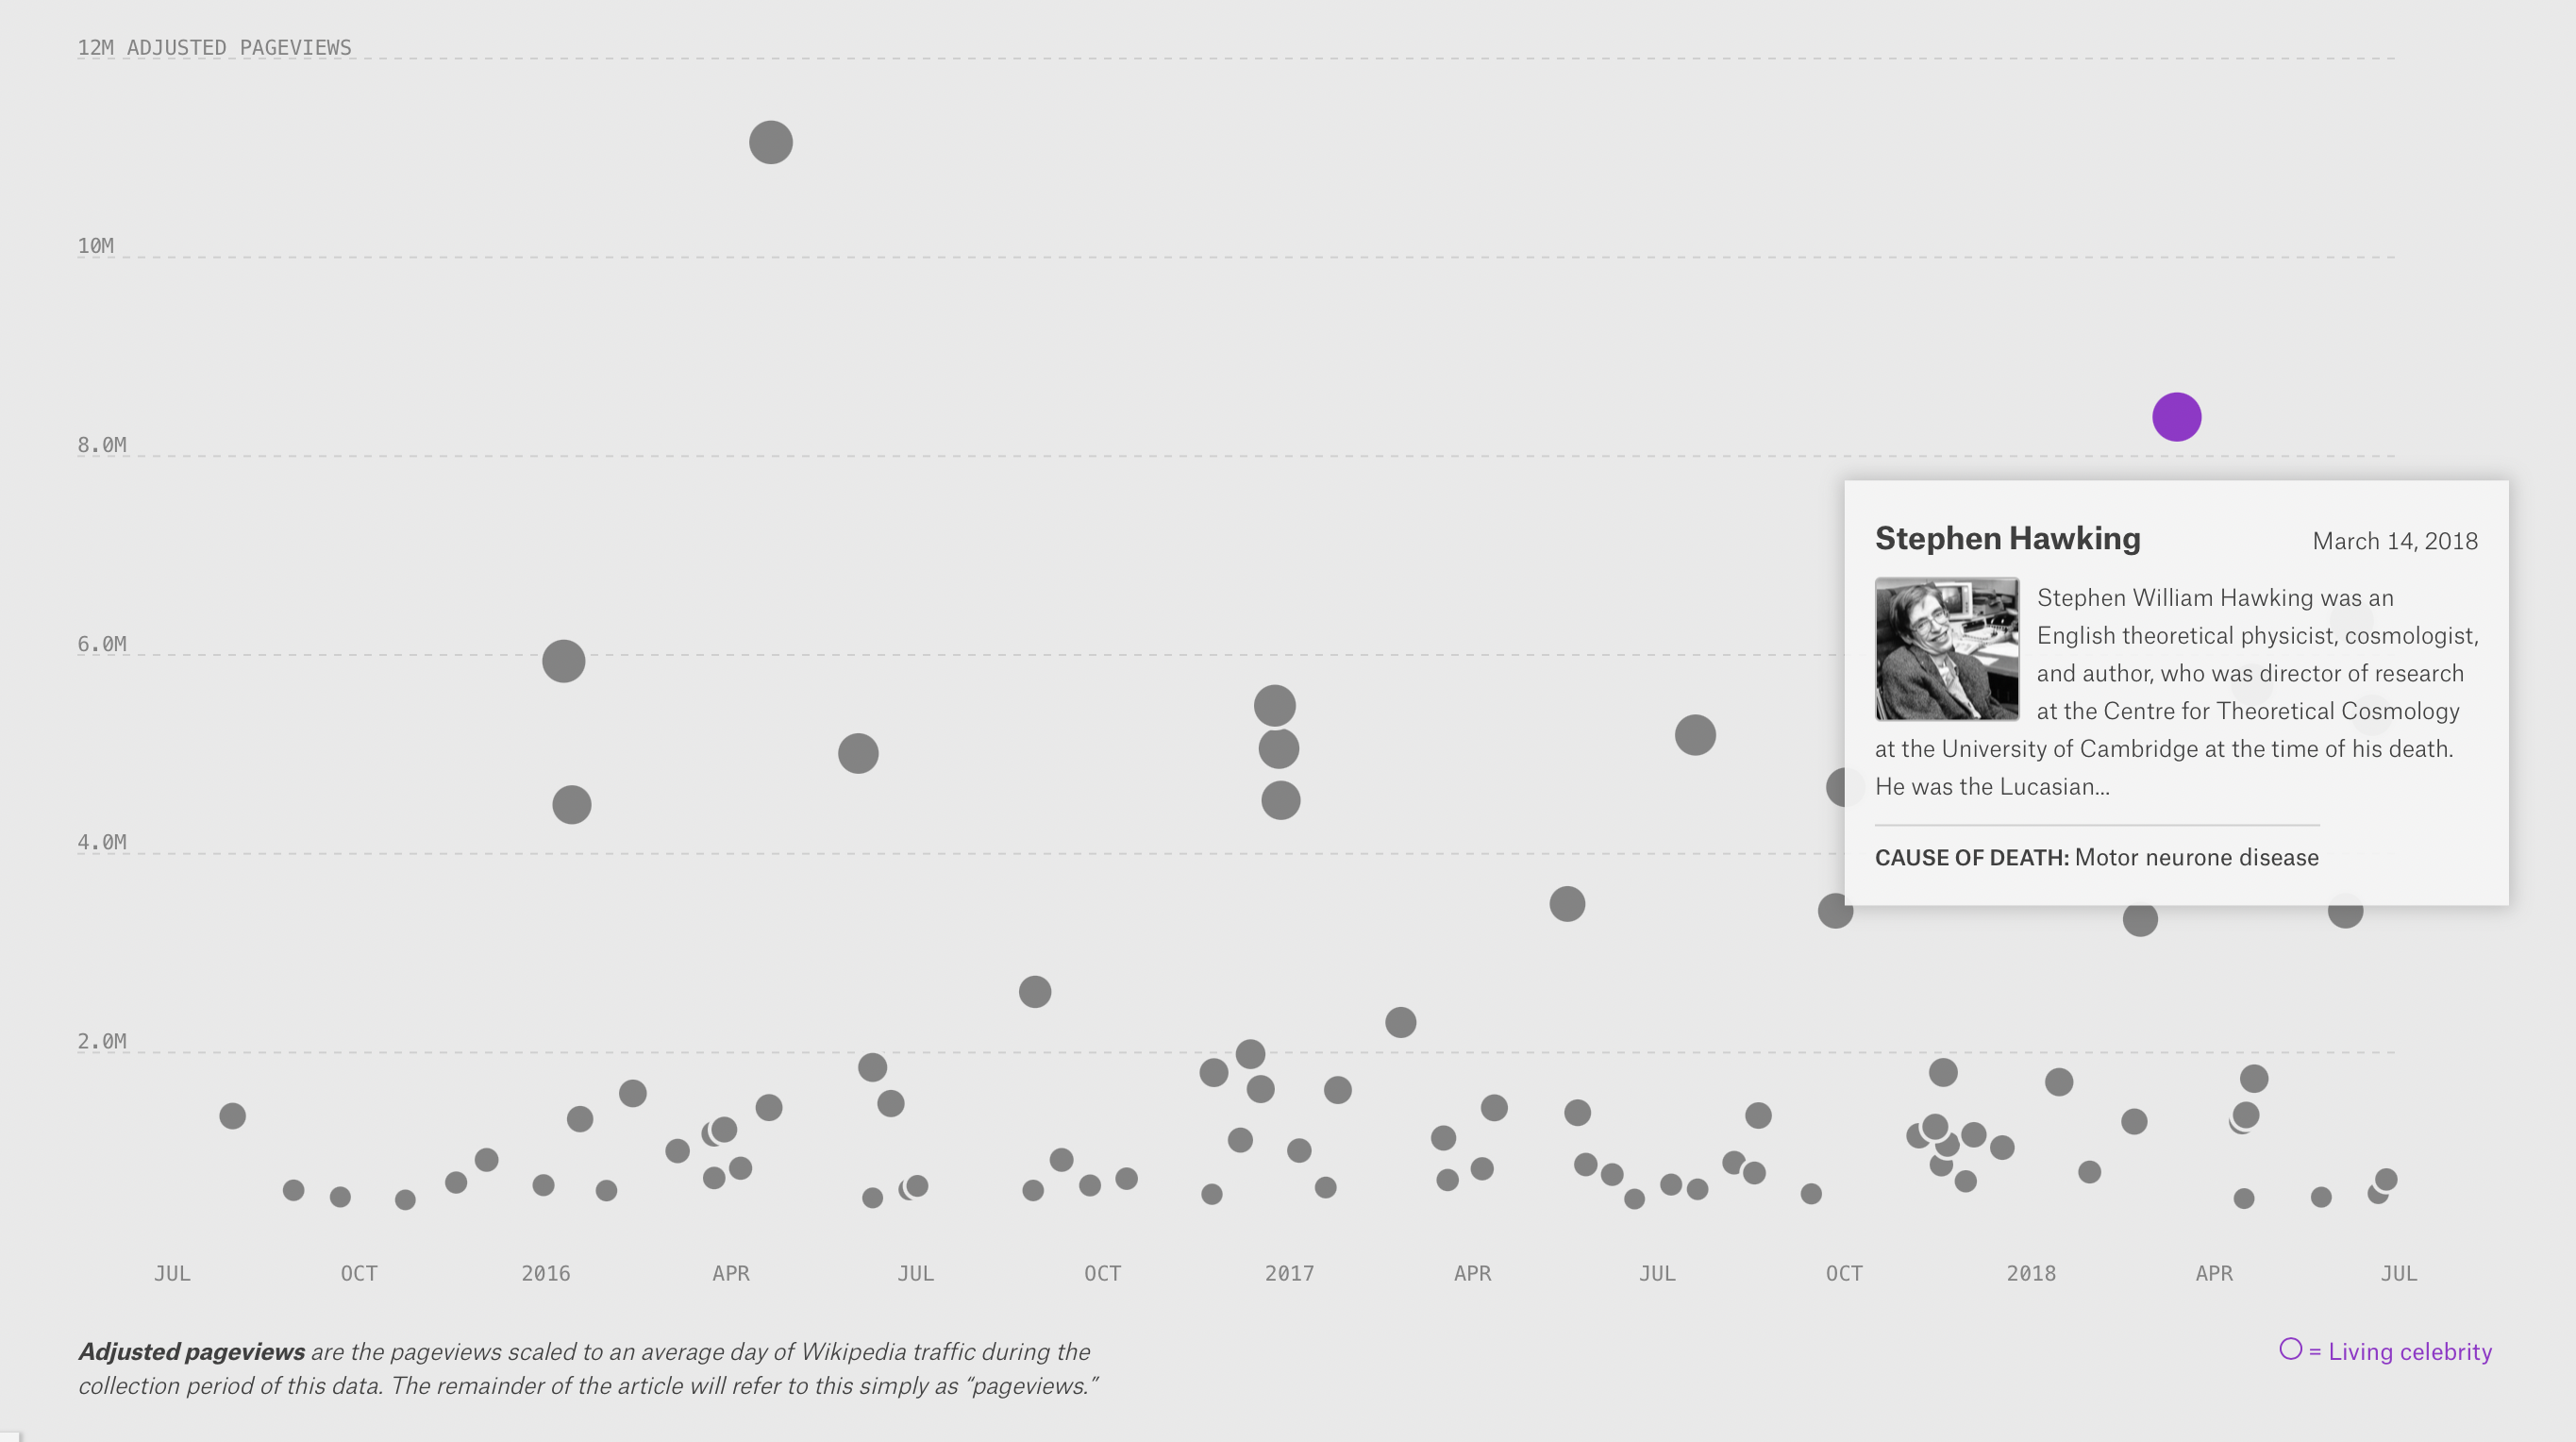 12M ADJUSTED PAGEVIEWS
10M
8.0M
6.0M
4.0M
2.0M
Stephen Hawking March 14, 2018
Stephen William Hawking was an
English theoretical physicist, cosmologist,
and author, who was director of research
at the Centre for Theoretical Cosmology
at the University of Cambridge at the time of his death.
He was the Lucasian...
CAUSE OF DEATH: Motor neurone disease
JUL OCT 2016 APR JUL OCT 2017 APR JUL OCT 2018 APR JUL
Adjusted pageviews are the pageviews scaled to an average day of Wikipedia traffic during the
collection period of this data. The remainder of the article will refer to this simply as “pageviews.”
= Living celebrity